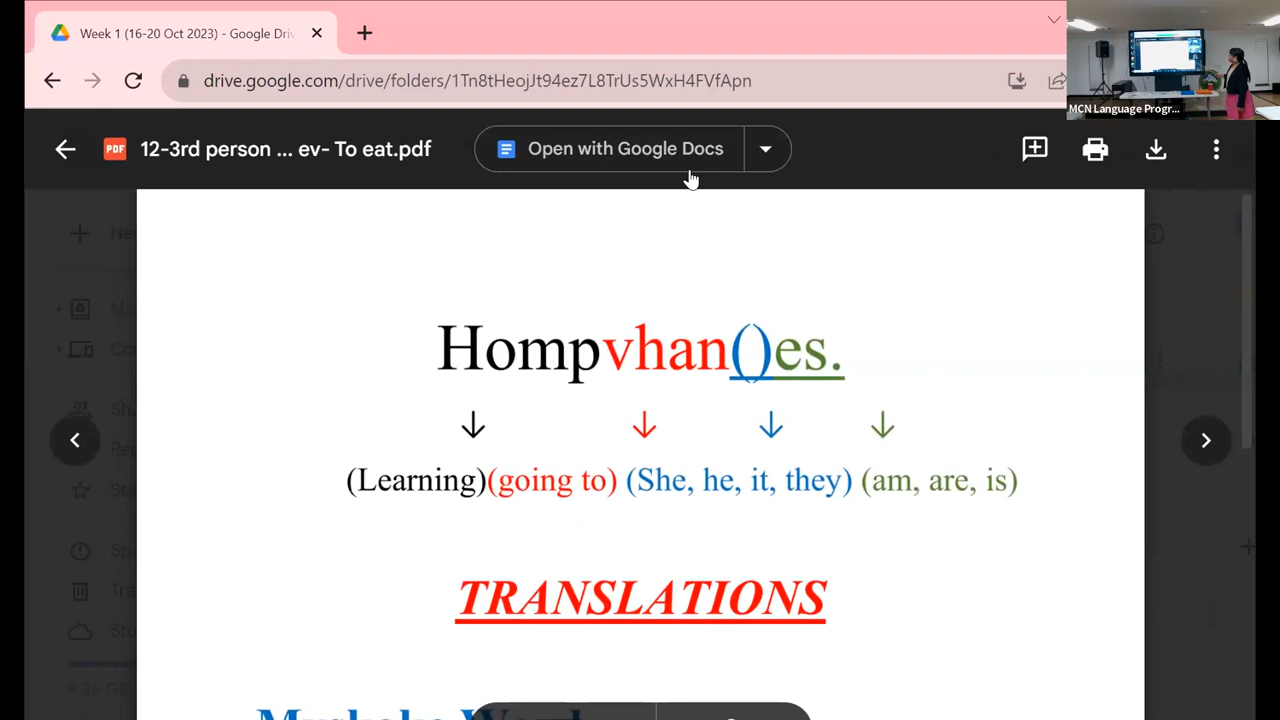 Week 1 (16-20 Oct 2023) - Google Driv
drive.google.com/drive/folders/1Tn8tHeojJt94ez7L8TrUs5WxH4FVfApn
MCN Language Progr...
PDF 12-3rd person ... ev- To eat.pdf
Open with Google Docs
Hompvhan()es.
(Learning)(going to) (She, he, it, they) (am, are, is)
TRANSLATIONS